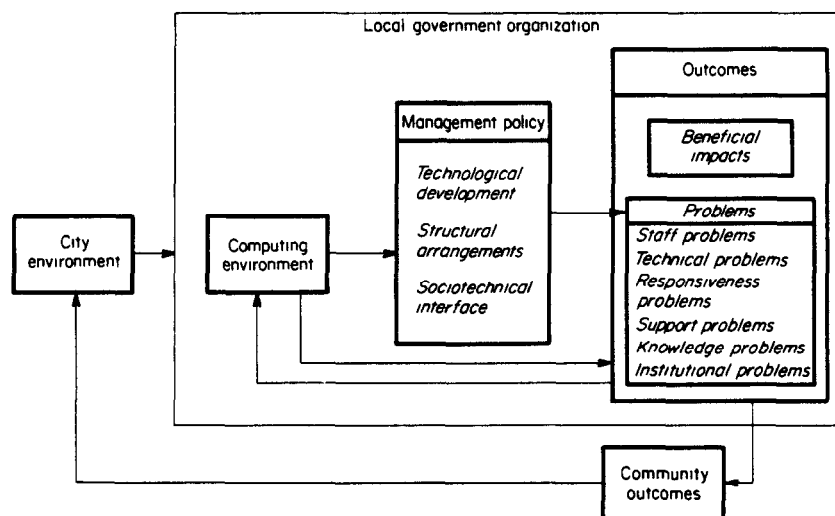 Local government organization
Outcomes
Beneficial
impacts
Management policy
Technological
development
Structural
arrangements
Sociotechnical
interface
Problems
Staff problems
Technical problems
Responsiveness
problems
Support problems
Knowledge problems
Institutional problems
City
environment
Computing
environment
Community
outcomes